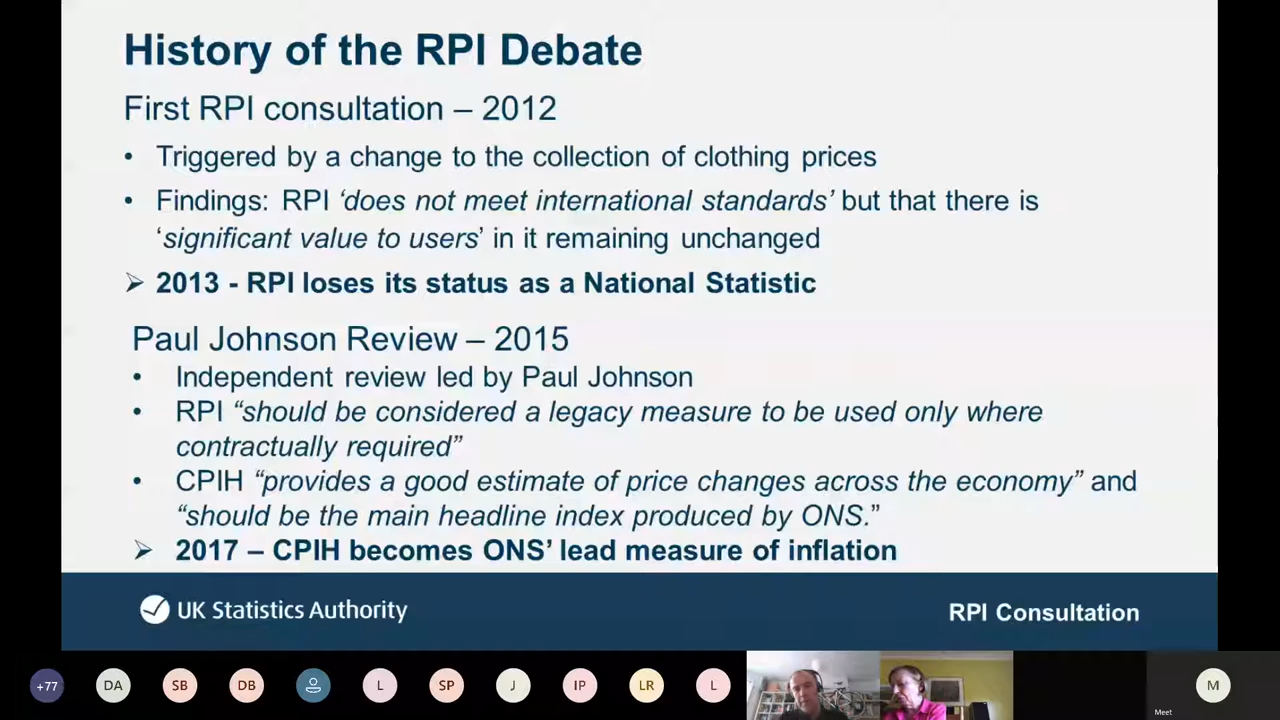 History of the RPI Debate
First RPI consultation – 2012
• Triggered by a change to the collection of clothing prices
• Findings: RPI ‘does not meet international standards’ but that there is
‘significant value to users’ in it remaining unchanged
➢ 2013 - RPI loses its status as a National Statistic
Paul Johnson Review – 2015
• Independent review led by Paul Johnson
• RPI “should be considered a legacy measure to be used only where
contractually required”
• CPIH “provides a good estimate of price changes across the economy” and
“should be the main headline index produced by ONS.”
➢ 2017 – CPIH becomes ONS’ lead measure of inflation
UK Statistics Authority
RPI Consultation
+77
DA
SB
DB
L
SP
J
IP
LR
L
M
Meet